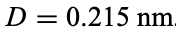 D = 0.215 nm.